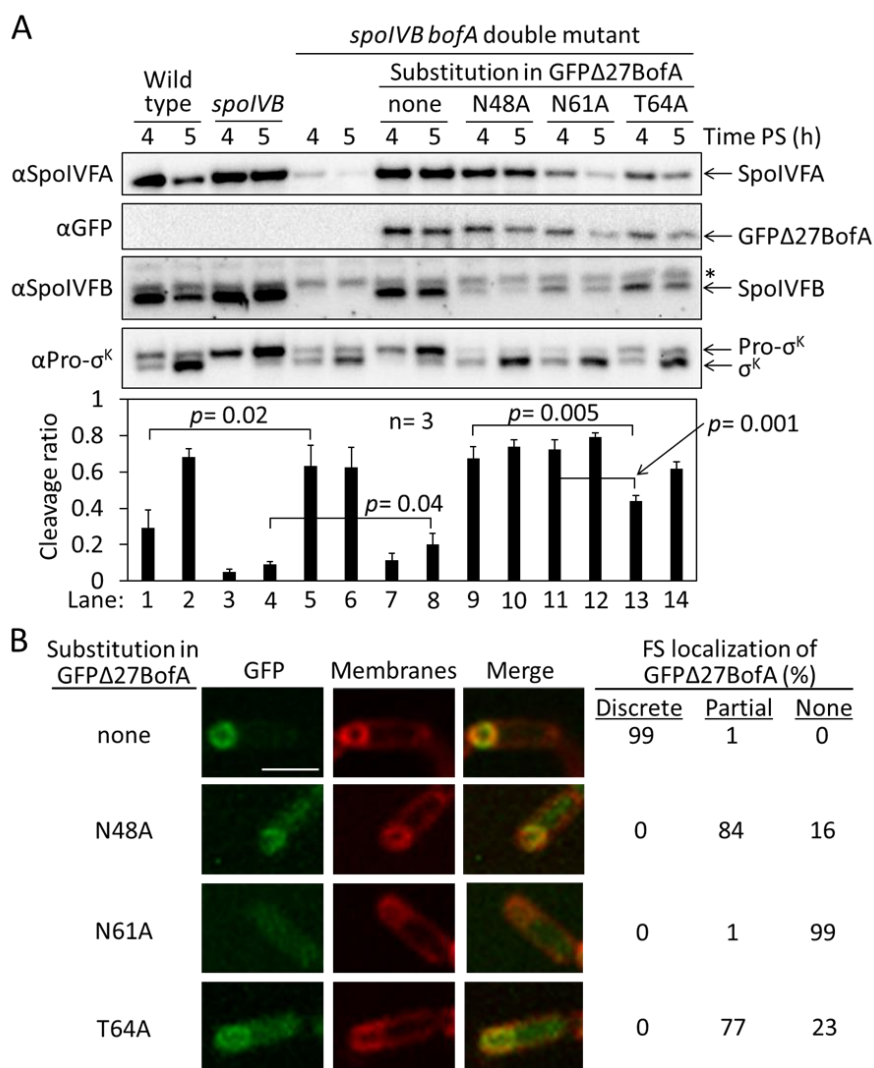 A
spoIVB bofA double mutant
Substitution in GFPΔ27BofA
Wild type spoIVB none N48A N61A T64A
4 5 4 5 4 5 4 5 4 5 4 5 4 5 Time PS (h)
αSpoIVFA ← SpoIVFA
αGFP ← GFPΔ27BofA
*
αSpoIVFB ← SpoIVFB
αPro-σᴷ ← Pro-σᴷ
← σᴷ
1
p= 0.02 n= 3 p= 0.005 p= 0.001
0.8
0.6
p= 0.04
0.4
0.2
0
Cleavage ratio
Lane: 1 2 3 4 5 6 7 8 9 10 11 12 13 14
B
Substitution in GFPΔ27BofA GFP Membranes Merge FS localization of GFPΔ27BofA (%)
Discrete Partial None
none 99 1 0
N48A 0 84 16
N61A 0 1 99
T64A 0 77 23